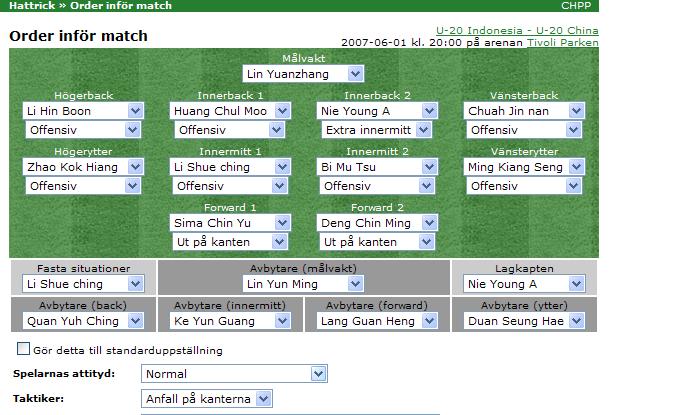 Hattrick » Order inför match CHPP
Order inför match
U-20 Indonesia - U-20 China
2007-06-01 kl. 20:00 på arenan Tivoli Parken
Målvakt
Lin Yuanzhang
Högerback Innerback 1 Innerback 2 Vänsterback
Li Hin Boon Huang Chul Moo Nie Young A Chuah Jin nan
Offensiv Offensiv Extra innermitt Offensiv
Högerytter Innermitt 1 Innermitt 2 Vänsterytter
Zhao Kok Hiang Li Shue ching Bi Mu Tsu Ming Kiang Seng
Offensiv Offensiv Offensiv Offensiv
Forward 1 Forward 2
Sima Chin Yu Deng Chin Ming
Ut på kanten Ut på kanten
Fasta situationer Avbytare (målvakt) Lagkapten
Li Shue ching Lin Yun Ming Nie Young A
Avbytare (back) Avbytare (innermitt) Avbytare (forward) Avbytare (ytter)
Quan Yuh Ching Ke Yun Guang Lang Guan Heng Duan Seung Hae
Gör detta till standarduppställning
Spelarnas attityd: Normal
Taktiker: Anfall på kanterna